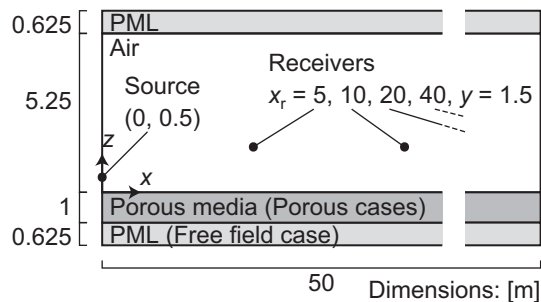 0.625
PML
Air
5.25
Source
(0, 0.5)
Receivers
xr = 5, 10, 20, 40, y = 1.5
z
x
1
Porous media (Porous cases)
0.625
PML (Free field case)
50
Dimensions: [m]